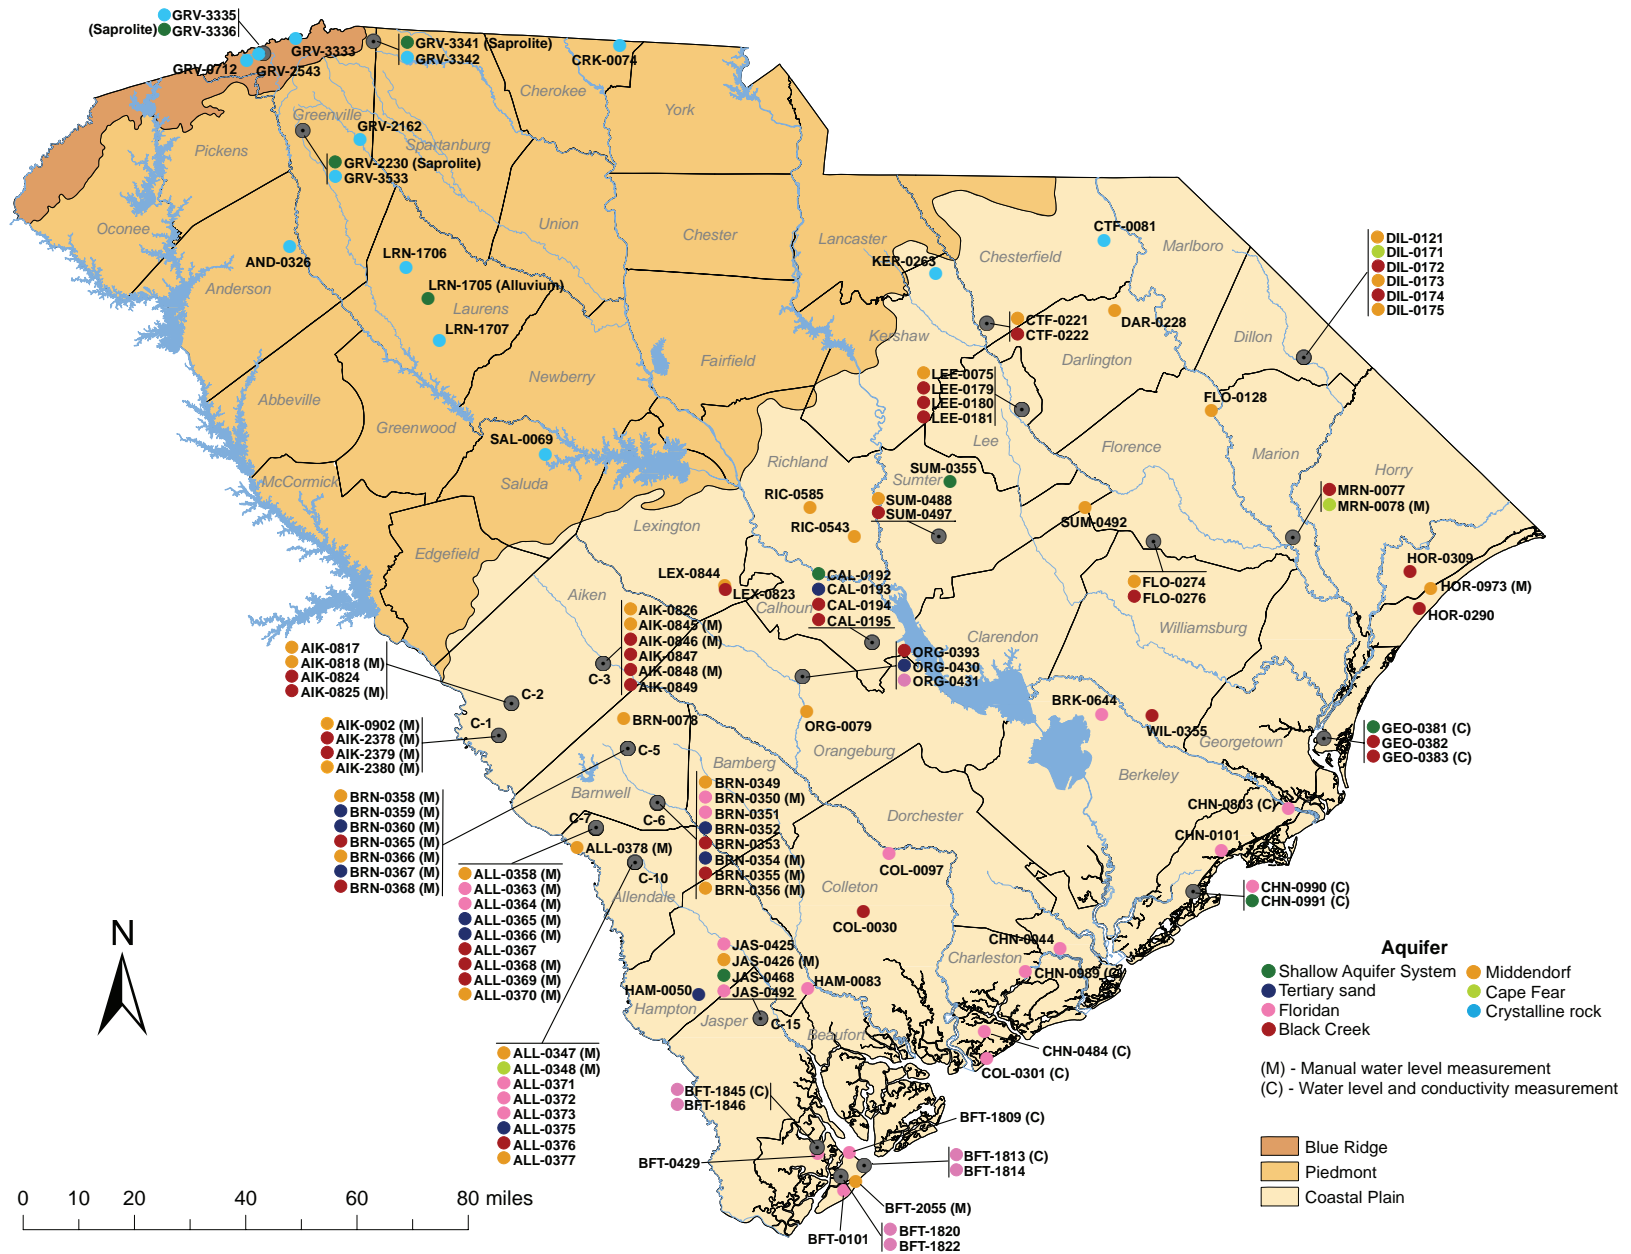 GRV-3335
(Saprolite) GRV-3336
GRV-3333
GRV-0712
GRV-2543
GRV-3341 (Saprolite)
GRV-3342
CRK-0074
Cherokee
York
Greenville
GRV-2162
Spartanburg
Pickens
GRV-2230 (Saprolite)
GRV-3533
Oconee
Union
Chester
Lancaster
CTF-0081
Marlboro
Chesterfield
KER-0263
AND-0326
Anderson
LRN-1706
LRN-1705 (Alluvium)
Laurens
LRN-1707
DIL-0121
DIL-0171
DIL-0172
DIL-0173
DIL-0174
DIL-0175
CTF-0221
CTF-0222
DAR-0228
Kershaw
Dillon
Darlington
Fairfield
Newberry
LEE-0075
LEE-0179
LEE-0180
LEE-0181
Lee
FLO-0128
Abbeville
Greenwood
SAL-0069
Saluda
McCormick
Florence
Marion
Horry
Richland
SUM-0355
Sumter
RIC-0585
SUM-0488
SUM-0497
RIC-0543
SUM-0492
MRN-0077
MRN-0078 (M)
Lexington
Edgefield
HOR-0309
HOR-0973 (M)
HOR-0290
LEX-0844
LEX-0823
Calhoun
CAL-0192
CAL-0193
CAL-0194
CAL-0195
FLO-0274
FLO-0276
Williamsburg
Clarendon
Aiken
AIK-0826
AIK-0845 (M)
AIK-0846 (M)
AIK-0847
AIK-0848 (M)
AIK-0849
C-3
AIK-0817
AIK-0818 (M)
AIK-0824
AIK-0825 (M)
C-2
ORG-0393
ORG-0430
ORG-0431
BRK-0644
WIL-0355
Georgetown
GEO-0381 (C)
GEO-0382
GEO-0383 (C)
C-1
AIK-0902 (M)
AIK-2378 (M)
AIK-2379 (M)
AIK-2380 (M)
BRN-0078
ORG-0079
Orangeburg
C-5
Bamberg
Berkeley
Barnwell
BRN-0358 (M)
BRN-0359 (M)
BRN-0360 (M)
BRN-0365 (M)
BRN-0366 (M)
BRN-0367 (M)
BRN-0368 (M)
BRN-0349
BRN-0350 (M)
BRN-0351
BRN-0352
BRN-0353
BRN-0354 (M)
BRN-0355 (M)
BRN-0356 (M)
C-6
C-7
Dorchester
CHN-0803 (C)
CHN-0101
ALL-0378 (M)
C-10
Allendale
COL-0097
Colleton
COL-0030
ALL-0358 (M)
ALL-0363 (M)
ALL-0364 (M)
ALL-0365 (M)
ALL-0366 (M)
ALL-0367
ALL-0368 (M)
ALL-0369 (M)
ALL-0370 (M)
CHN-0990 (C)
CHN-0991 (C)
CHN-0044
Charleston
CHN-0989 (C)
JAS-0425
JAS-0426 (M)
JAS-0468
JAS-0492
HAM-0083
HAM-0050
Hampton
Jasper
C-15
Beaufort
CHN-0484 (C)
COL-0301 (C)
ALL-0347 (M)
ALL-0348 (M)
ALL-0371
ALL-0372
ALL-0373
ALL-0375
ALL-0376
ALL-0377
BFT-1845 (C)
BFT-1846
BFT-1809 (C)
BFT-0429
BFT-1813 (C)
BFT-1814
BFT-2055 (M)
BFT-0101
BFT-1820
BFT-1822
N
0 20 40 60 80 miles
Aquifer
Shallow Aquifer System
Tertiary sand
Floridan
Black Creek
Middendorf
Cape Fear
Crystalline rock
(M) - Manual water level measurement
(C) - Water level and conductivity measurement
Blue Ridge
Piedmont
Coastal Plain